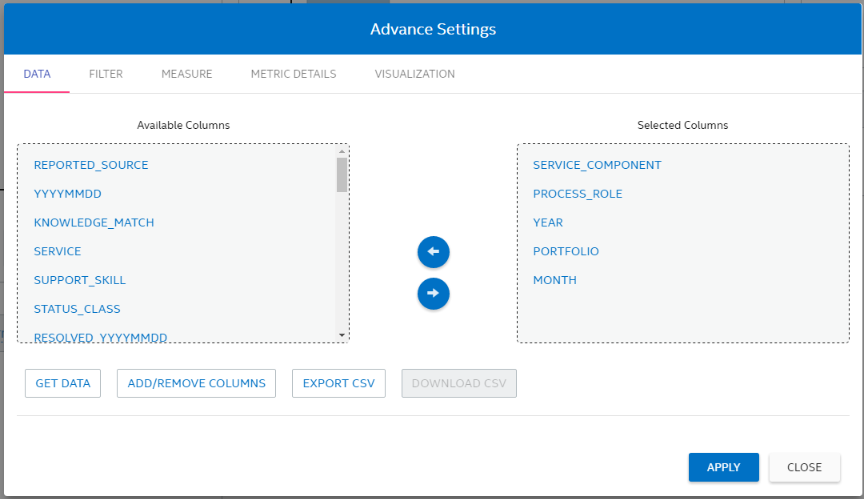 Advance Settings
DATA FILTER MEASURE METRIC DETAILS VISUALIZATION
Available Columns
REPORTED_SOURCE
YYYYMMDD
KNOWLEDGE_MATCH
SERVICE
SUPPORT_SKILL
STATUS_CLASS
RESOLVED_YYYYMMDD
Selected Columns
SERVICE_COMPONENT
PROCESS_ROLE
YEAR
PORTFOLIO
MONTH
GET DATA ADD/REMOVE COLUMNS EXPORT CSV DOWNLOAD CSV
APPLY CLOSE